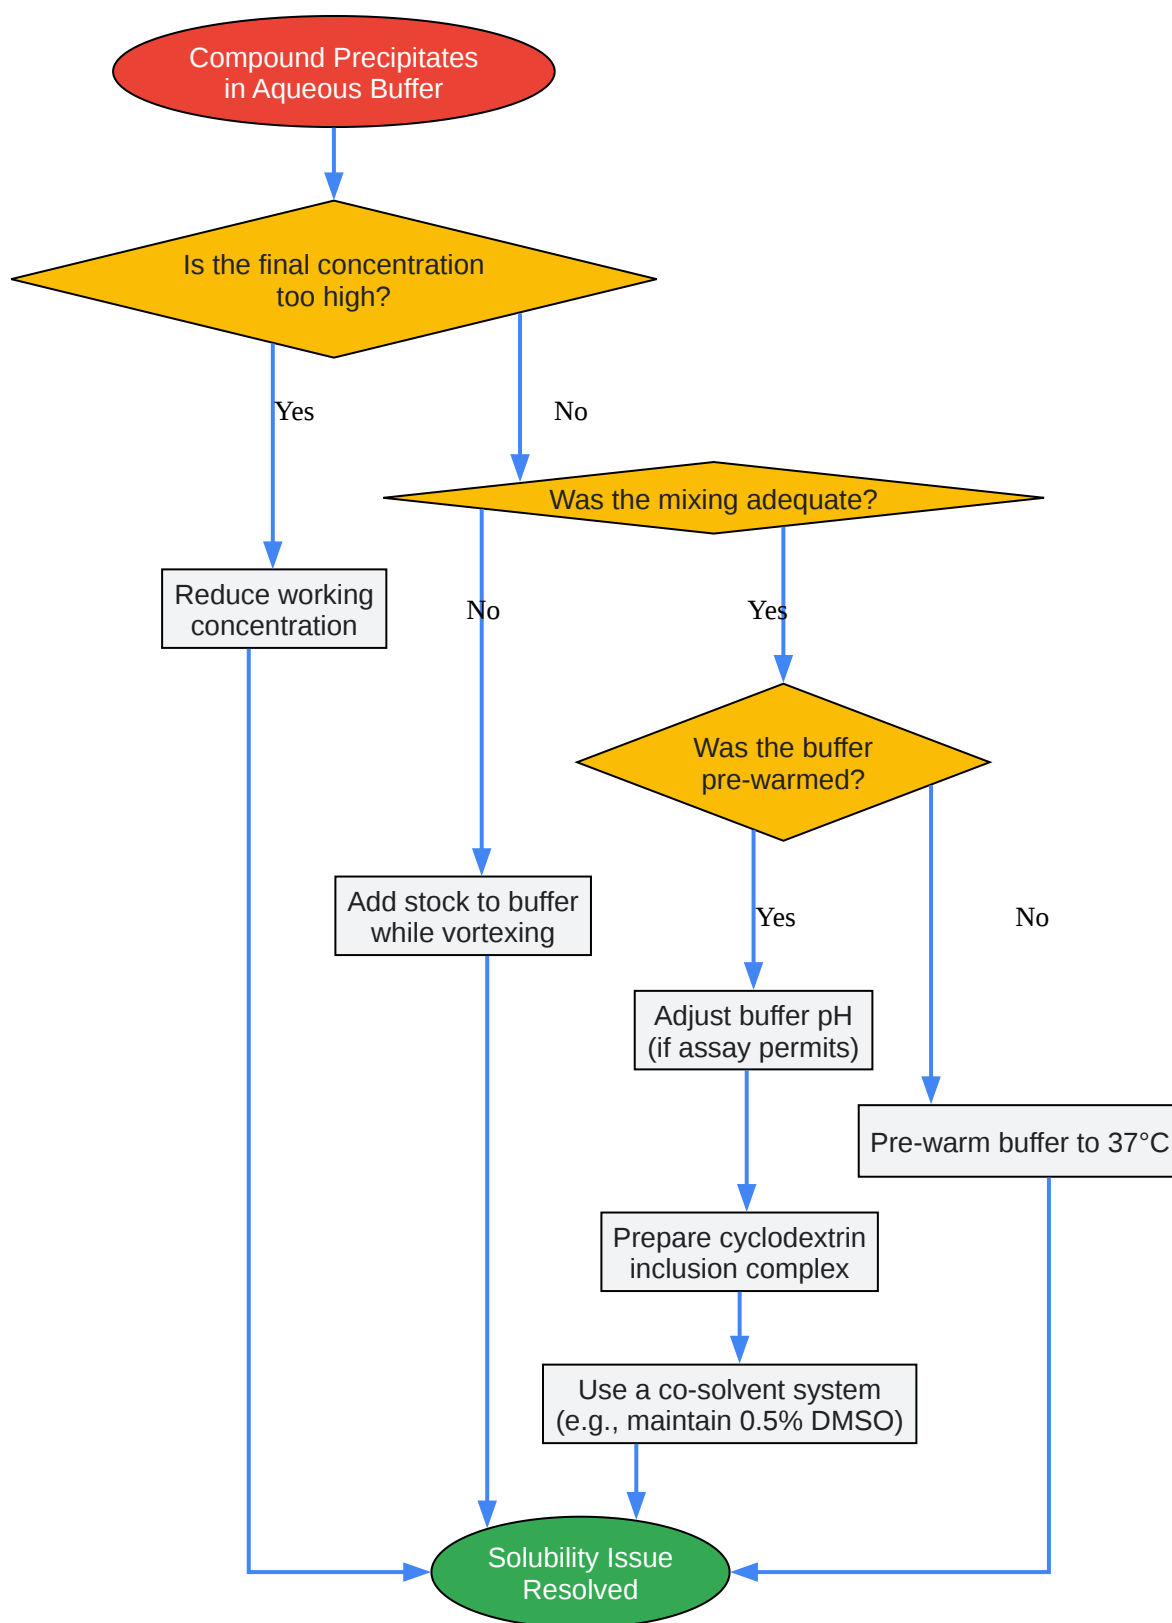 Compound Precipitates
in Aqueous Buffer
Is the final concentration
too high?
Yes
No
Was the mixing adequate?
Reduce working
concentration
No
Yes
Was the buffer
pre-warmed?
Add stock to buffer
while vortexing
Yes
No
Adjust buffer pH
(if assay permits)
Pre-warm buffer to 37°C
Prepare cyclodextrin
inclusion complex
Use a co-solvent system
(e.g., maintain 0.5% DMSO)
Solubility Issue
Resolved